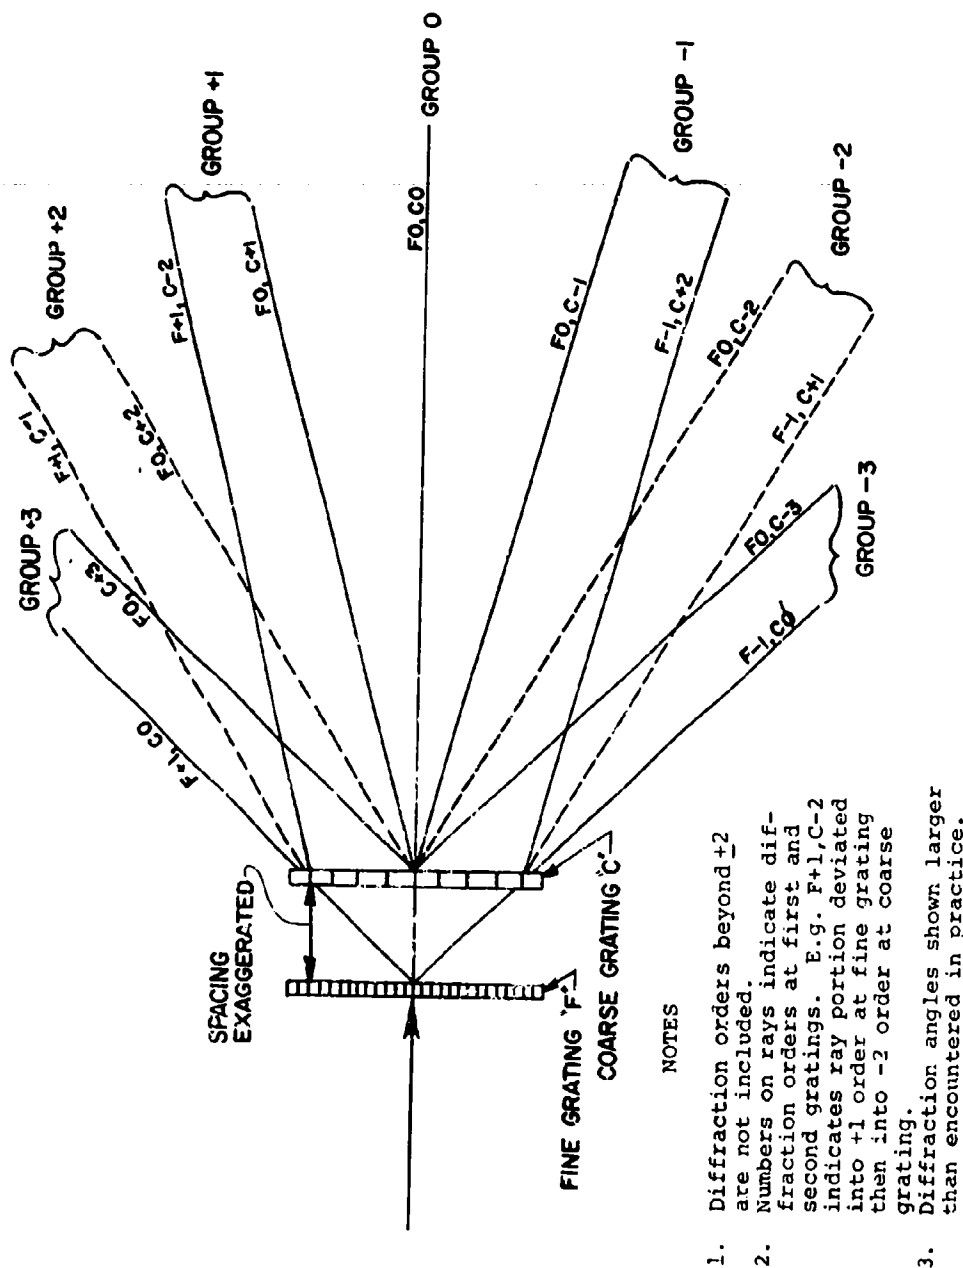 GROUP +3
GROUP +2
GROUP +1
GROUP 0
GROUP -1
GROUP -2
GROUP -3
F+1, C0
F0, C+3
F+1, C-1
F0, C+2
F+1, C-2
F0, C+1
F0, C0
F0, C-1
F-1, C+2
F0, C-2
F-1, C+1
F0, C-3
F-1, C0
SPACING
EXAGGERATED
FINE GRATING "F"
COARSE GRATING "C"
NOTES
1. Diffraction orders beyond ±2
are not included.
2. Numbers on rays indicate dif-
fraction orders at first and
second gratings. E.g. F+1,C-2
indicates ray portion deviated
into +1 order at fine grating
then into -2 order at coarse
grating.
3. Diffraction angles shown larger
than encountered in practice.